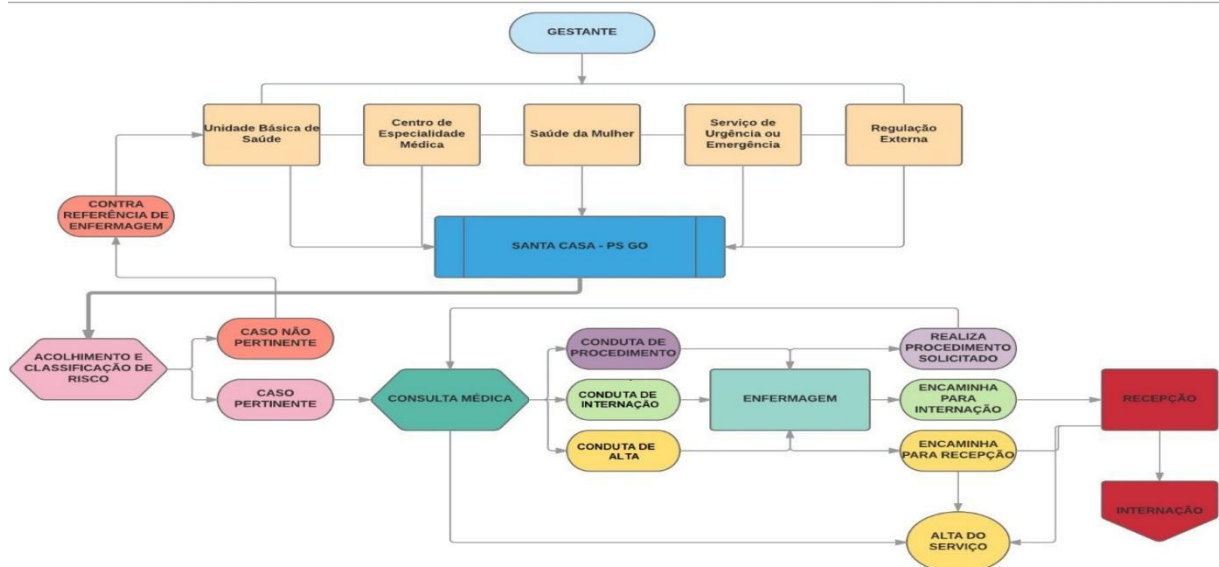 GESTANTE
Unidade Básica de
Saúde
Centro de
Especialidade
Médica
Saúde da Mulher
Serviço de
Urgência ou
Emergência
Regulação
Externa
CONTRA
REFERÊNCIA DE
ENFERMAGEM
SANTA CASA - PS GO
ACOLHIMENTO E
CLASSIFICAÇÃO DE
RISCO
CASO NÃO
PERTINENTE
CASO
PERTINENTE
CONSULTA MÉDICA
CONDUTA DE
PROCEDIMENTO
CONDUTA DE
INTERNAÇÃO
CONDUTA DE
ALTA
ENFERMAGEM
REALIZA
PROCEDIMENTO
SOLICITADO
ENCAMINHA
PARA
INTERNAÇÃO
ENCAMINHA
PARA RECEPÇÃO
RECEPÇÃO
INTERNAÇÃO
ALTA DO
SERVIÇO